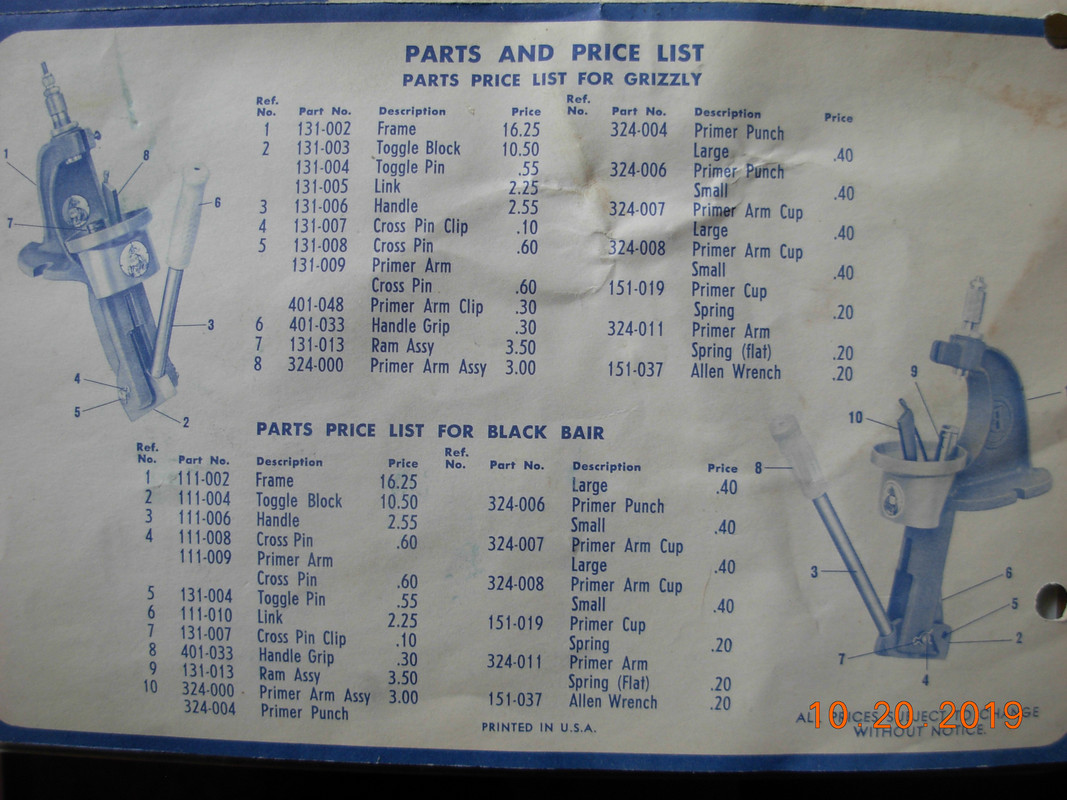 PARTS AND PRICE LIST
PARTS PRICE LIST FOR GRIZZLY
Ref. No. Part No. Description Price
1 131-002 Frame 16.25
2 131-003 Toggle Block 10.50
131-004 Toggle Pin .55
131-005 Link 2.25
3 131-006 Handle 2.55
4 131-007 Cross Pin Clip .10
5 131-008 Cross Pin .60
131-009 Primer Arm
Cross Pin .60
401-048 Primer Arm Clip .30
6 401-033 Handle Grip .30
7 131-013 Ram Assy 3.50
8 324-000 Primer Arm Assy 3.00
Ref. No. Part No. Description Price
324-004 Primer Punch
Large .40
324-006 Primer Punch
Small .40
324-007 Primer Arm Cup
Large .40
324-008 Primer Arm Cup
Small .40
151-019 Primer Cup
Spring .20
324-011 Primer Arm
Spring (flat) .20
151-037 Allen Wrench .20
1
8
6
7
3
4
5
2
PARTS PRICE LIST FOR BLACK BAIR
Ref. No. Part No. Description Price
1 111-002 Frame 16.25
2 111-004 Toggle Block 10.50
3 111-006 Handle 2.55
4 111-008 Cross Pin .60
111-009 Primer Arm
Cross Pin .60
5 131-004 Toggle Pin .55
6 111-010 Link 2.25
7 131-007 Cross Pin Clip .10
8 401-033 Handle Grip .30
9 131-013 Ram Assy 3.50
10 324-000 Primer Arm Assy 3.00
324-004 Primer Punch
Ref. No. Part No. Description Price
Large .40
324-006 Primer Punch
Small .40
324-007 Primer Arm Cup
Large .40
324-008 Primer Arm Cup
Small .40
151-019 Primer Cup
Spring .20
324-011 Primer Arm
Spring (Flat) .20
151-037 Allen Wrench .20
9
10
8
3
6
5
2
7
4
PRINTED IN U.S.A.
ALL PRICES SUBJECT TO CHANGE
WITHOUT NOTICE.
10.20.2019